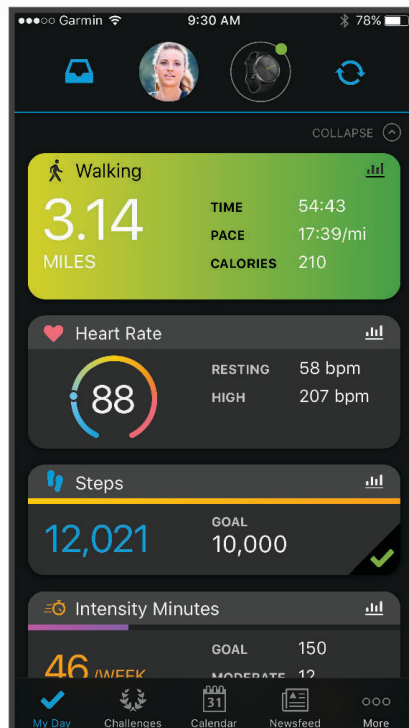 Garmin 9:30 AM 78%
COLLAPSE
Walking
3.14
MILES
TIME 54:43
PACE 17:39/mi
CALORIES 210
Heart Rate
88
RESTING 58 bpm
HIGH 207 bpm
Steps
12,021
GOAL
10,000
Intensity Minutes
46 /WEEK
GOAL 150
MODERATE 12
31
My Day Challenges Calendar Newsfeed More